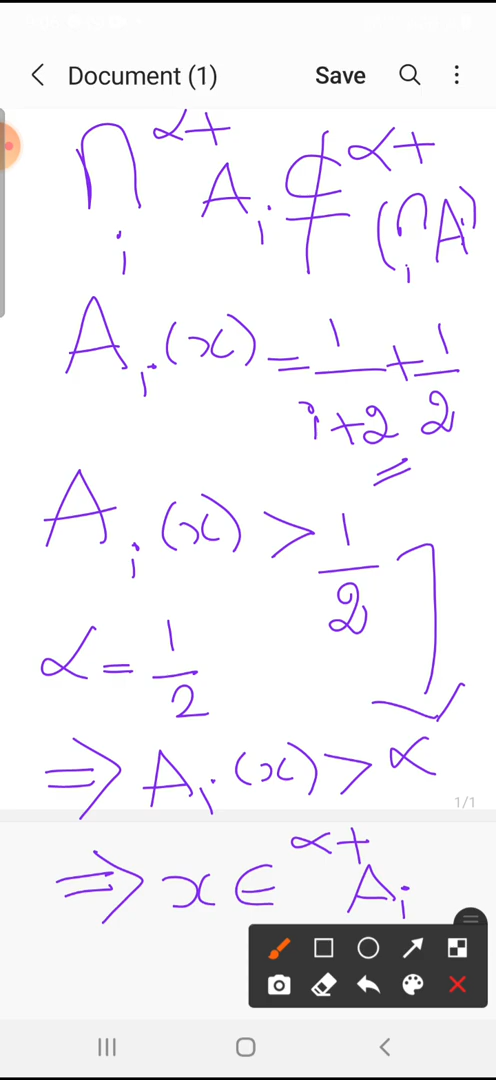 Document (1) Save
⋂ᵢ ᵅ⁺Aᵢ ⊄ ᵅ⁺(⋂ᵢ Aᵢ)
Aᵢ(x) = 1/(i+2) + 1/2
Aᵢ(x) > 1/2
α = 1/2
⇒ Aᵢ(x) > α
1/1
⇒ x ∈ ᵅ⁺Aᵢ